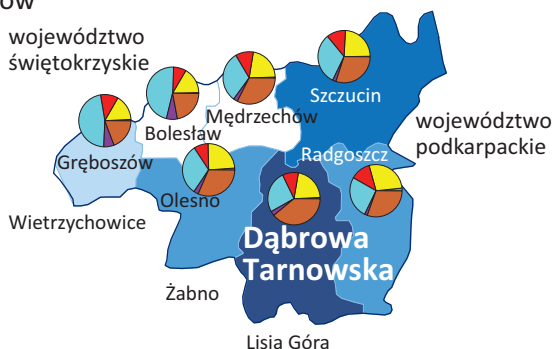 ów
województwo
świętokrzyskie
Szczucin
Mędrzechów
Bolesław
województwo
podkarpackie
Radgoszcz
Gręboszów
Olesno
Wietrzychowice
Dąbrowa
Tarnowska
Żabno
Lisia Góra